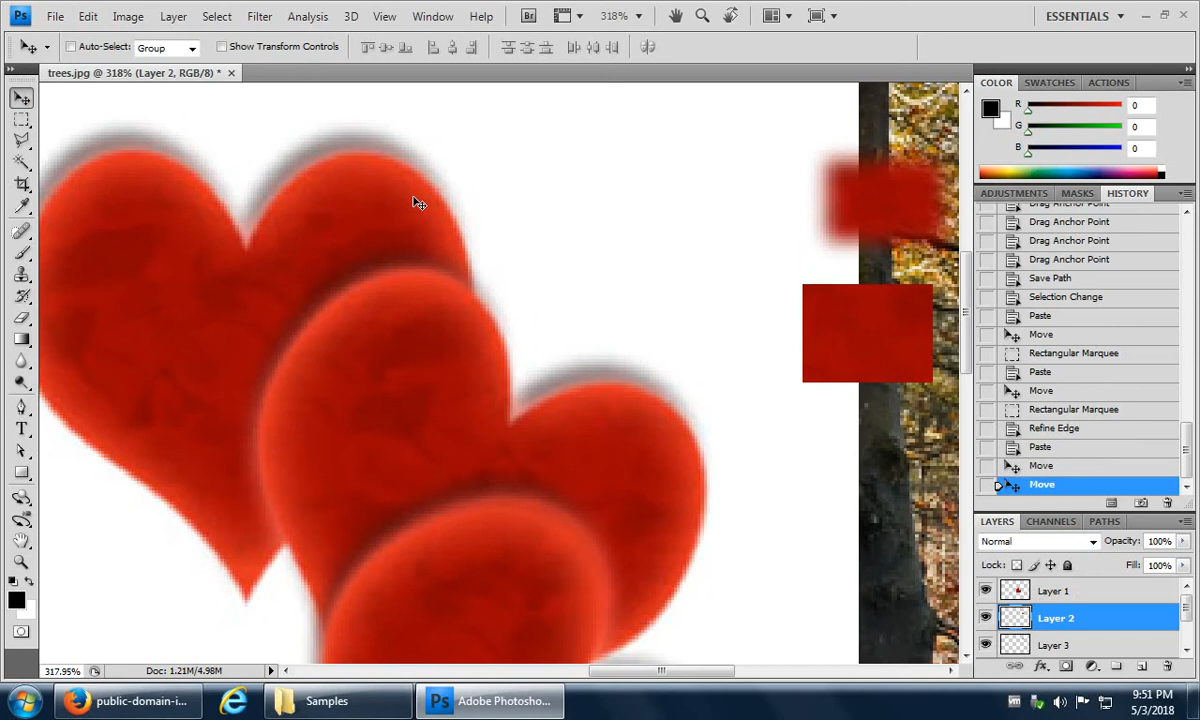 Ps File Edit Image Layer Select Filter Analysis 3D View Window Help Br 318% ESSENTIALS
Auto-Select: Group Show Transform Controls
trees.jpg @ 318% (Layer 2, RGB/8) *
COLOR SWATCHES ACTIONS
R 0
G 0
B 0
ADJUSTMENTS MASKS HISTORY
Drag Anchor Point
Drag Anchor Point
Drag Anchor Point
Drag Anchor Point
Save Path
Selection Change
Paste
Move
Rectangular Marquee
Paste
Move
Rectangular Marquee
Refine Edge
Paste
Move
Move
LAYERS CHANNELS PATHS
Normal Opacity: 100%
Lock: Fill: 100%
Layer 1
Layer 2
Layer 3
T
317.95% Doc: 1.21M/4.98M
public-domain-i... Samples Ps Adobe Photosho... 9:51 PM
5/3/2018